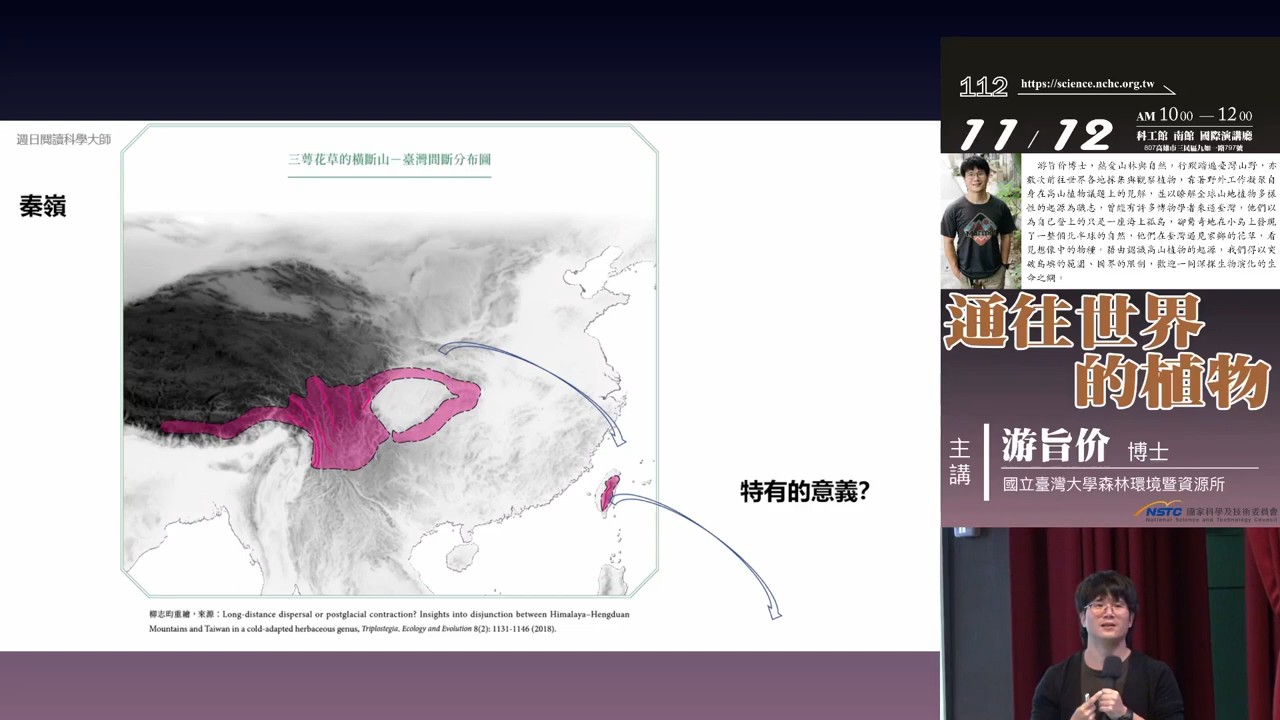 週日閱讀科學大師
三萼花草的橫斷山－臺灣間斷分布圖
秦嶺
特有的意義?
柳志昀重繪，來源：Long-distance dispersal or postglacial contraction? Insights into disjunction between Himalaya–Hengduan
Mountains and Taiwan in a cold-adapted herbaceous genus, Triplostegia, Ecology and Evolution 8(2): 1131-1146 (2018).
112 https://science.nchc.org.tw
11 / 12
AM 10 00 — 12 00
科工館 南館 國際演講廳
807高雄市三民區九如一路797號
游旨价博士，熱愛山林與自然，行蹤踏遍臺灣山野，亦
數次前往世界各地採集與觀察植物，靠著野外工作凝聚自
身在高山植物議題上的見解，並以瞭解全球山地植物多樣
性的起源為職志，曾經有許多博物學者來過臺灣，他們以
為自己登上的只是一座海上孤島，卻驚奇地在小島上發現
了一整個北半球的自然，他們在臺灣遇見家鄉的花草，看
見想像中的物種。藉由認識高山植物的起源，我們得以突
破島嶼的範圍、國界的限制，歡迎一同深探生物演化的生
命之網。
通往世界
的植物
主講
游旨价 博士
國立臺灣大學森林環境暨資源所
NSTC 國家科學及技術委員會
National Science and Technology Council